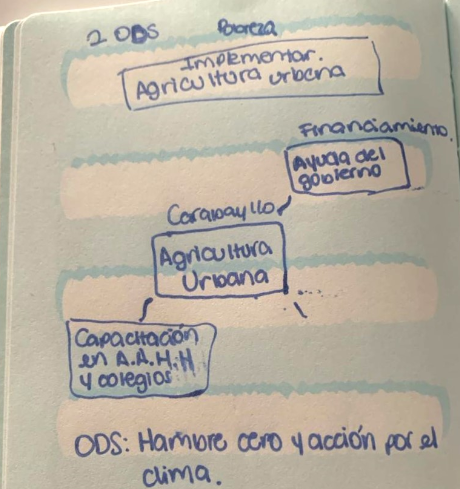 2 ODS Pobreza
Implementar.
Agricultura urbana
Financiamiento.
Ayuda del
gobierno
Carabayllo
Agricultura
Urbana
Capacitación
en A.A.H.H
y colegios
ODS: Hambre cero y acción por el
clima.